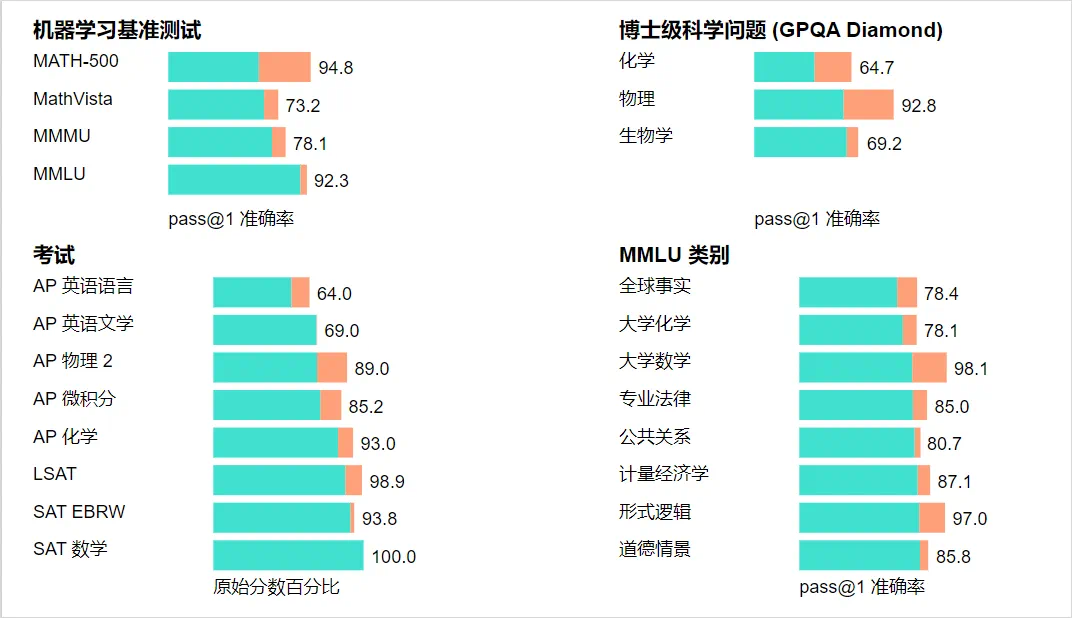 机器学习基准测试
MATH-500 94.8
MathVista 73.2
MMMU 78.1
MMLU 92.3
pass@1 准确率
博士级科学问题 (GPQA Diamond)
化学 64.7
物理 92.8
生物学 69.2
pass@1 准确率
考试
AP 英语语言 64.0
AP 英语文学 69.0
AP 物理 2 89.0
AP 微积分 85.2
AP 化学 93.0
LSAT 98.9
SAT EBRW 93.8
SAT 数学 100.0
原始分数百分比
MMLU 类别
全球事实 78.4
大学化学 78.1
大学数学 98.1
专业法律 85.0
公共关系 80.7
计量经济学 87.1
形式逻辑 97.0
道德情景 85.8
pass@1 准确率